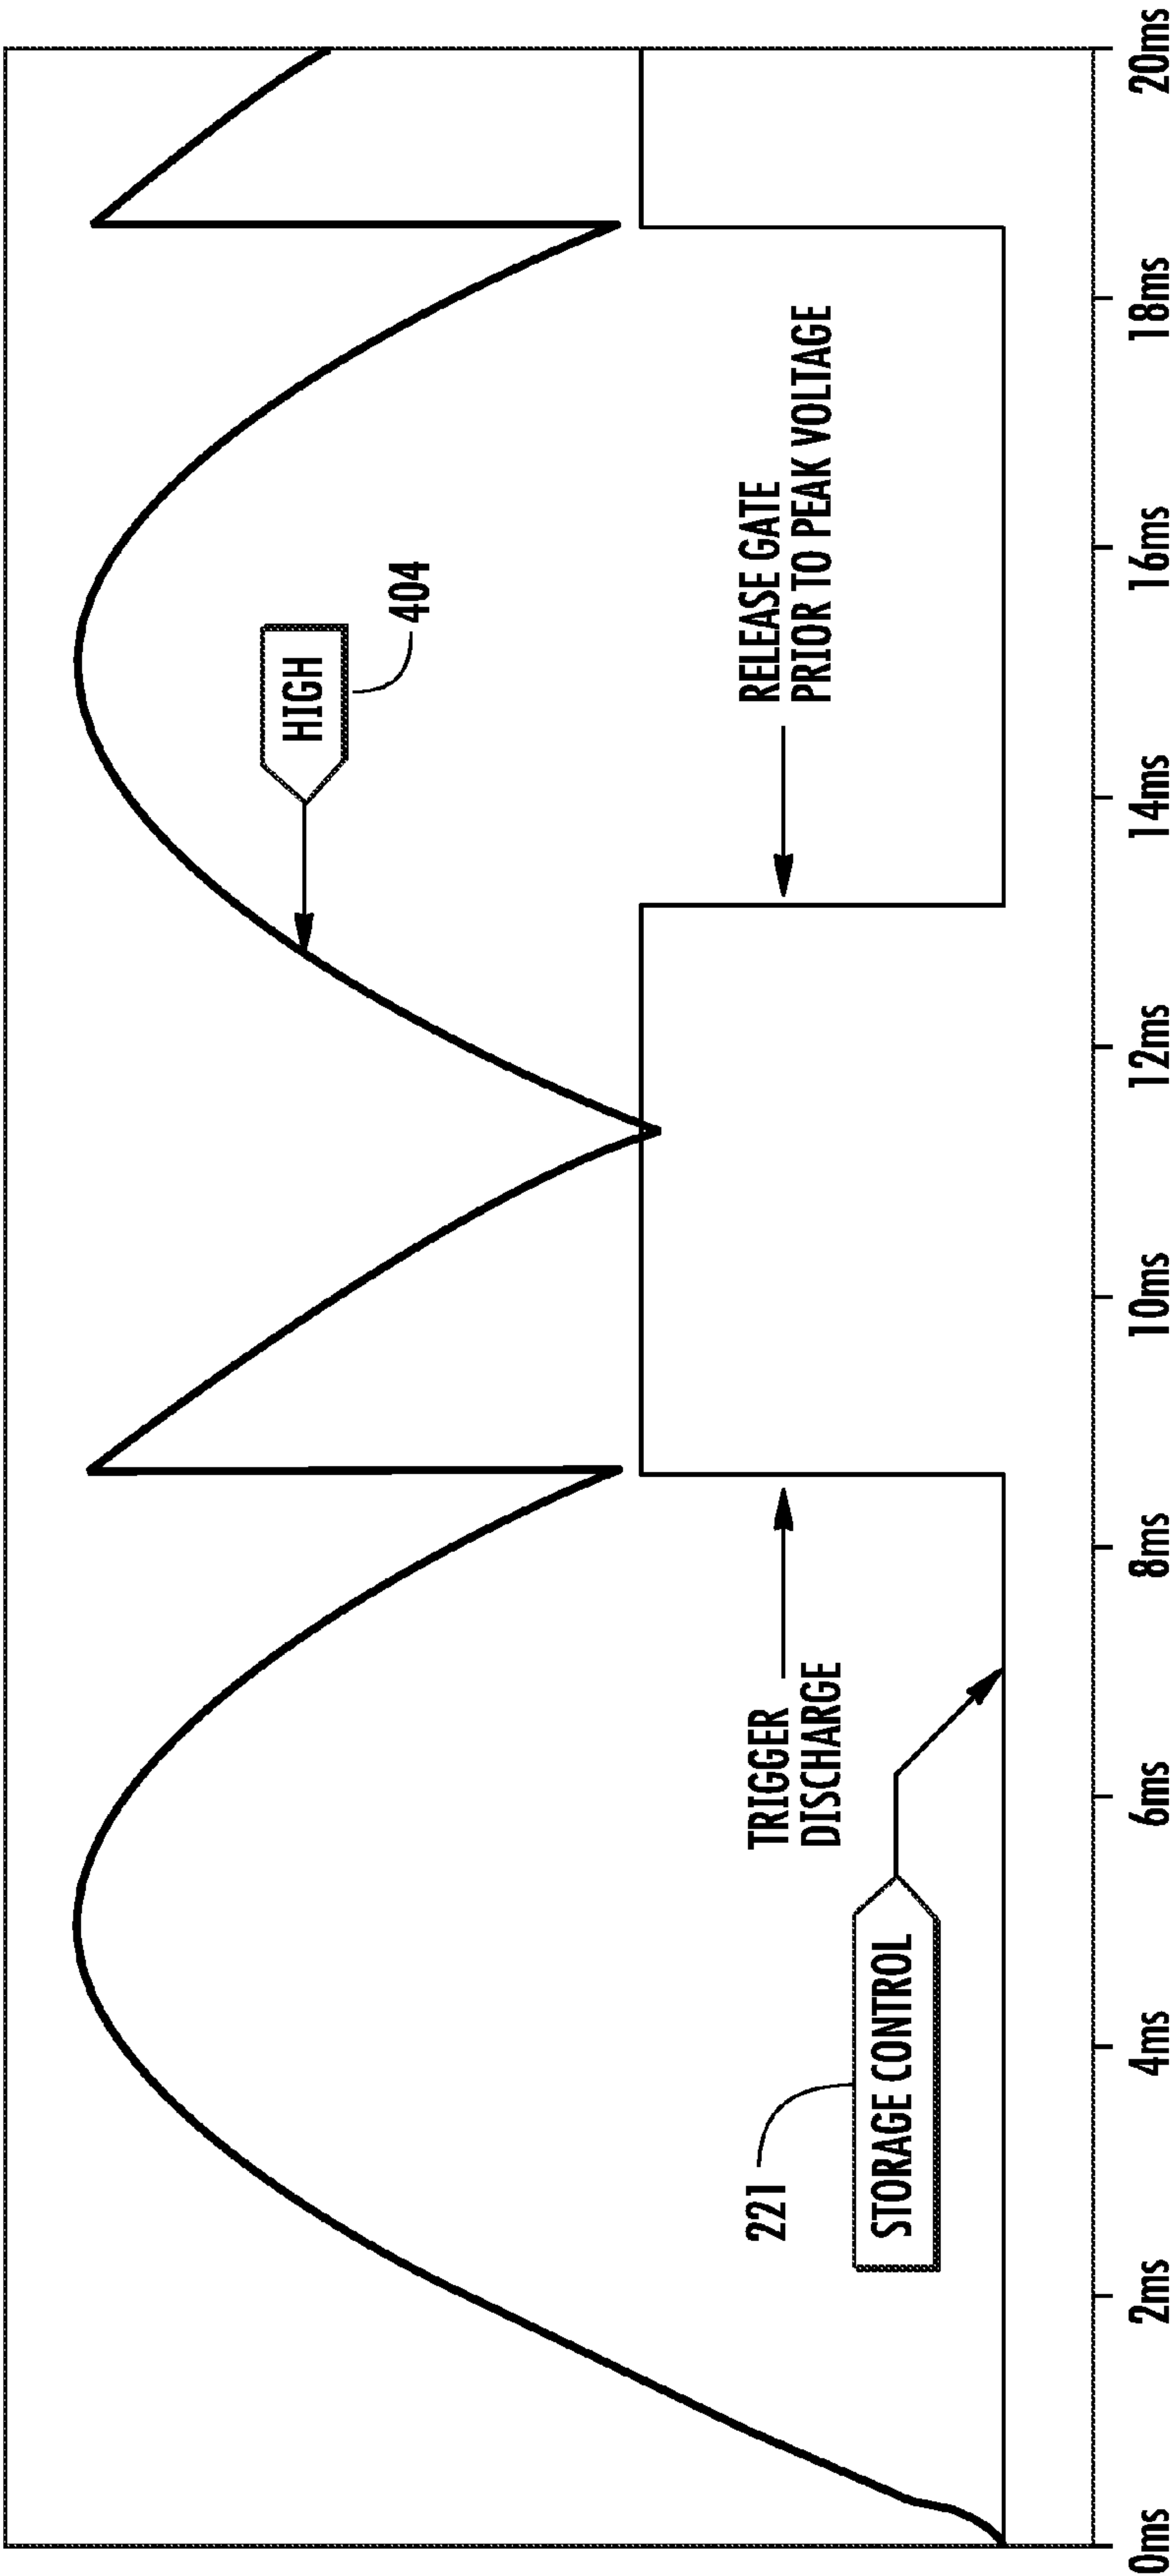 HIGH
404
RELEASE GATE
PRIOR TO PEAK VOLTAGE
TRIGGER
DISCHARGE
221
STORAGE CONTROL
0ms
2ms
4ms
6ms
8ms
10ms
12ms
14ms
16ms
18ms
20ms